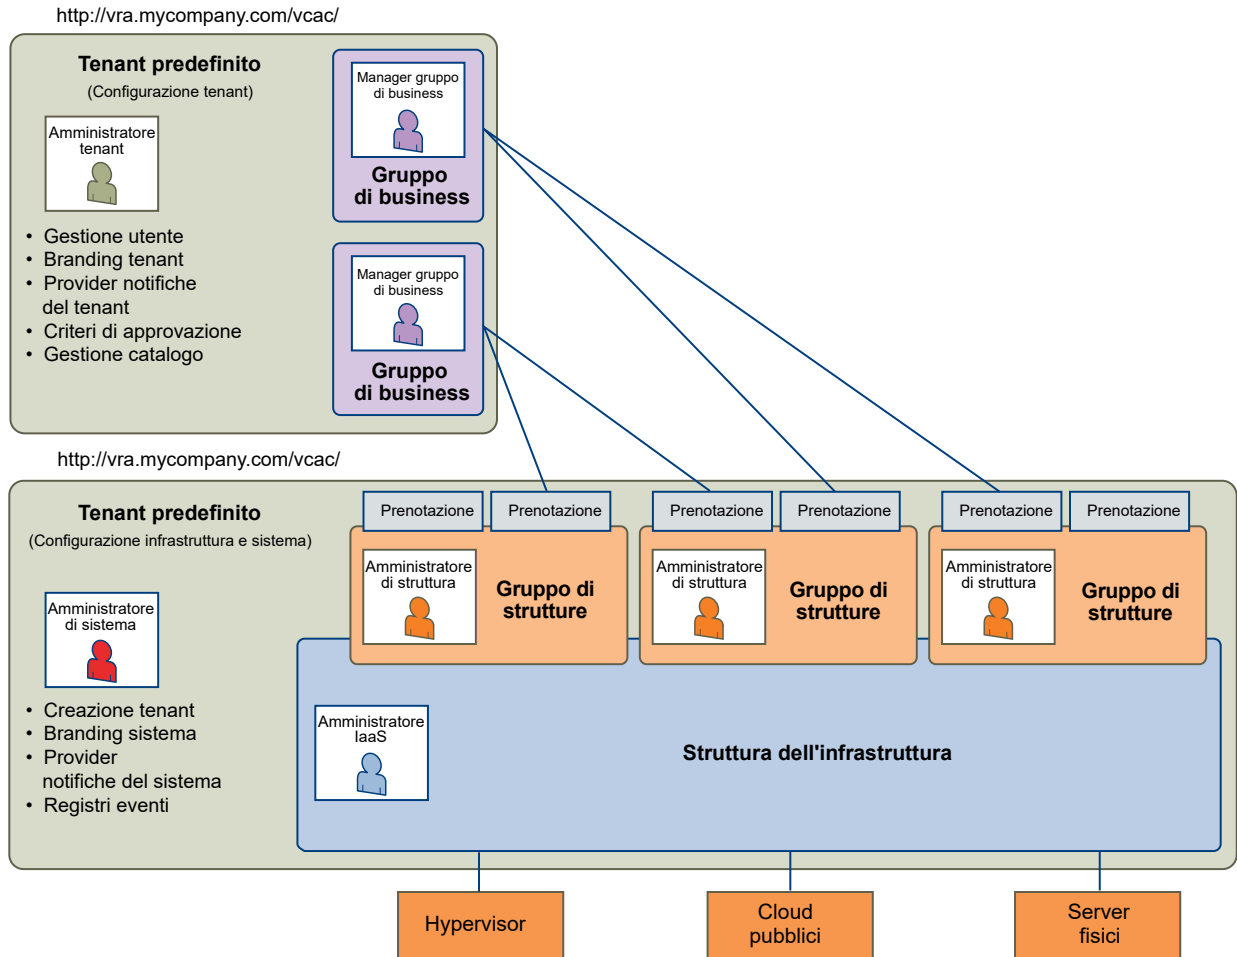 http://vra.mycompany.com/vcac/
Tenant predefinito
(Configurazione tenant)
Amministratore
tenant
• Gestione utente
• Branding tenant
• Provider notifiche
del tenant
• Criteri di approvazione
• Gestione catalogo
Manager gruppo
di business
Gruppo
di business
Manager gruppo
di business
Gruppo
di business
http://vra.mycompany.com/vcac/
Tenant predefinito
(Configurazione infrastruttura e sistema)
Amministratore
di sistema
• Creazione tenant
• Branding sistema
• Provider
notifiche del sistema
• Registri eventi
Prenotazione
Prenotazione
Amministratore
di struttura
Gruppo di
strutture
Prenotazione
Prenotazione
Amministratore
di struttura
Gruppo di
strutture
Prenotazione
Prenotazione
Amministratore
di struttura
Gruppo di
strutture
Amministratore
IaaS
Struttura dell'infrastruttura
Hypervisor
Cloud
pubblici
Server
fisici